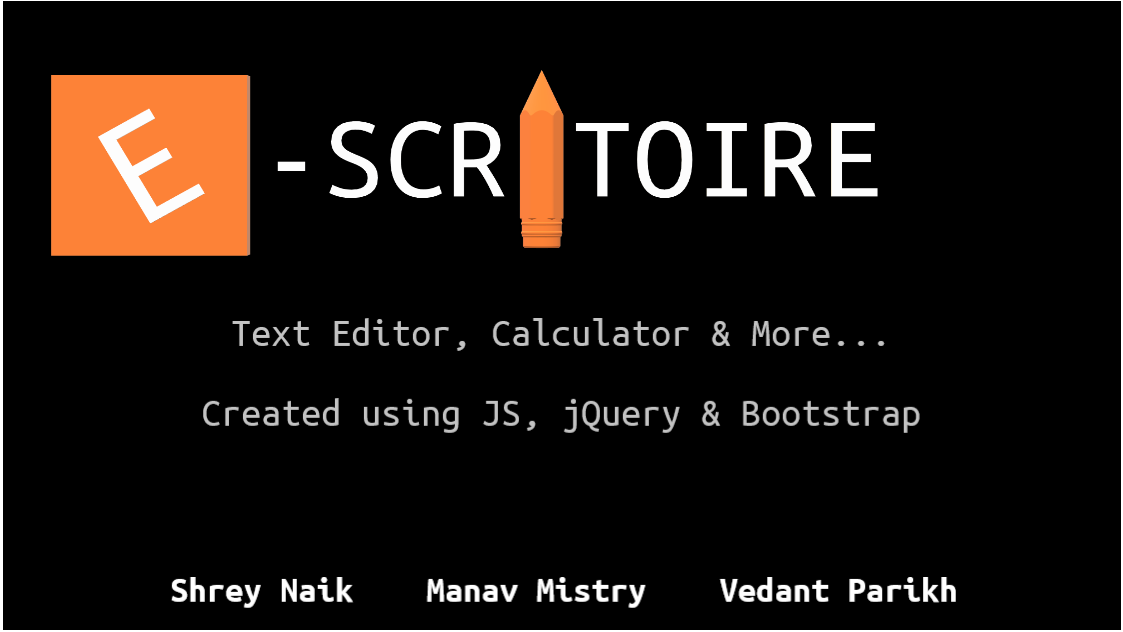 E-SCRITOIRE
Text Editor, Calculator & More...
Created using JS, jQuery & Bootstrap
Shrey Naik Manav Mistry Vedant Parikh